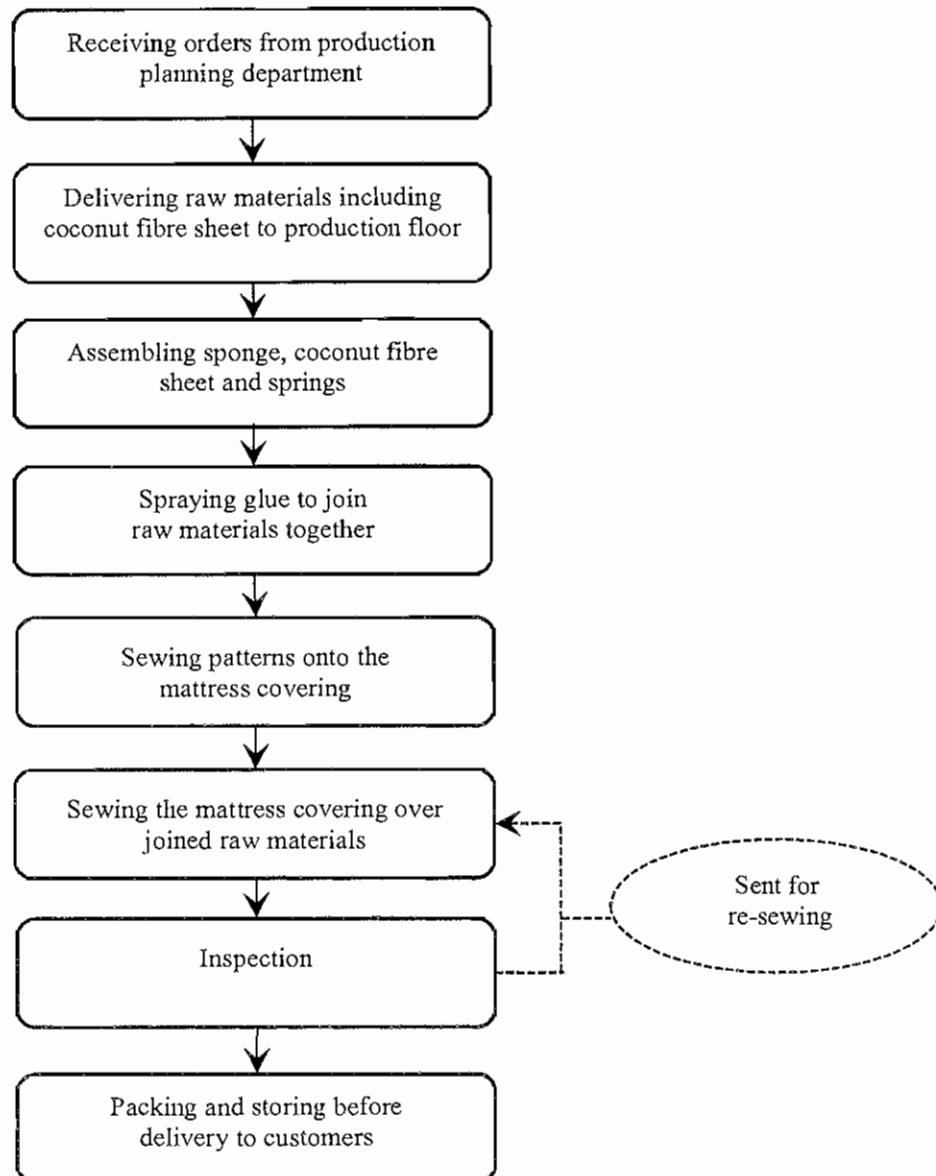 Receiving orders from production
planning department
Delivering raw materials including
coconut fibre sheet to production floor
Assembling sponge, coconut fibre
sheet and springs
Spraying glue to join
raw materials together
Sewing patterns onto the
mattress covering
Sewing the mattress covering over
joined raw materials
Sent for
re-sewing
Inspection
Packing and storing before
delivery to customers